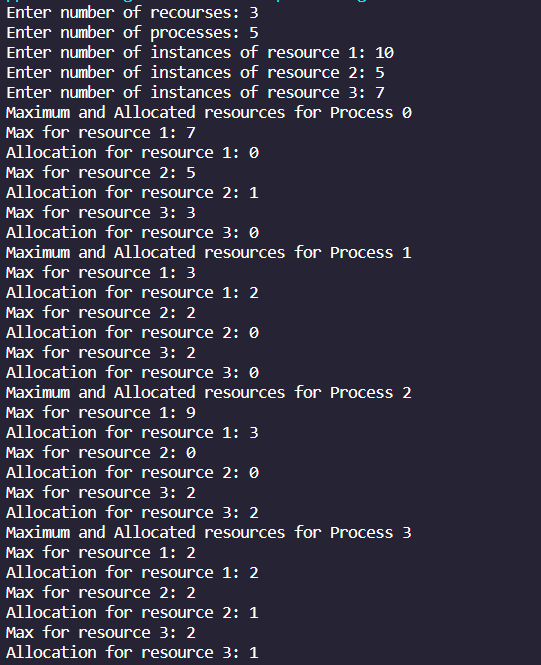 Enter number of recourses: 3
Enter number of processes: 5
Enter number of instances of resource 1: 10
Enter number of instances of resource 2: 5
Enter number of instances of resource 3: 7
Maximum and Allocated resources for Process 0
Max for resource 1: 7
Allocation for resource 1: 0
Max for resource 2: 5
Allocation for resource 2: 1
Max for resource 3: 3
Allocation for resource 3: 0
Maximum and Allocated resources for Process 1
Max for resource 1: 3
Allocation for resource 1: 2
Max for resource 2: 2
Allocation for resource 2: 0
Max for resource 3: 2
Allocation for resource 3: 0
Maximum and Allocated resources for Process 2
Max for resource 1: 9
Allocation for resource 1: 3
Max for resource 2: 0
Allocation for resource 2: 0
Max for resource 3: 2
Allocation for resource 3: 2
Maximum and Allocated resources for Process 3
Max for resource 1: 2
Allocation for resource 1: 2
Max for resource 2: 2
Allocation for resource 2: 1
Max for resource 3: 2
Allocation for resource 3: 1